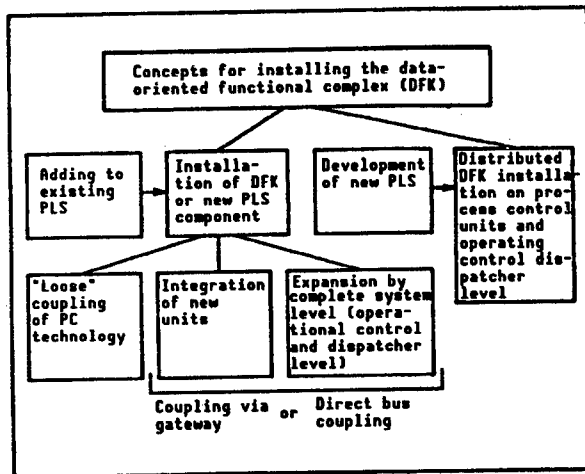 Concepts for installing the data-
oriented functional complex (DFK)
Adding to
existing
PLS
Installa-
tion of DFK
or new PLS
component
Development
of new PLS
Distributed
DFK installa-
tion on pro-
cess control
units and
operating
control dis-
patcher
level
"Loose"
coupling
of PC
technology
Integration
of new
units
Expansion by
complete system
level (opera-
tional control
and dispatcher
level)
Coupling via
gateway
or
Direct bus
coupling